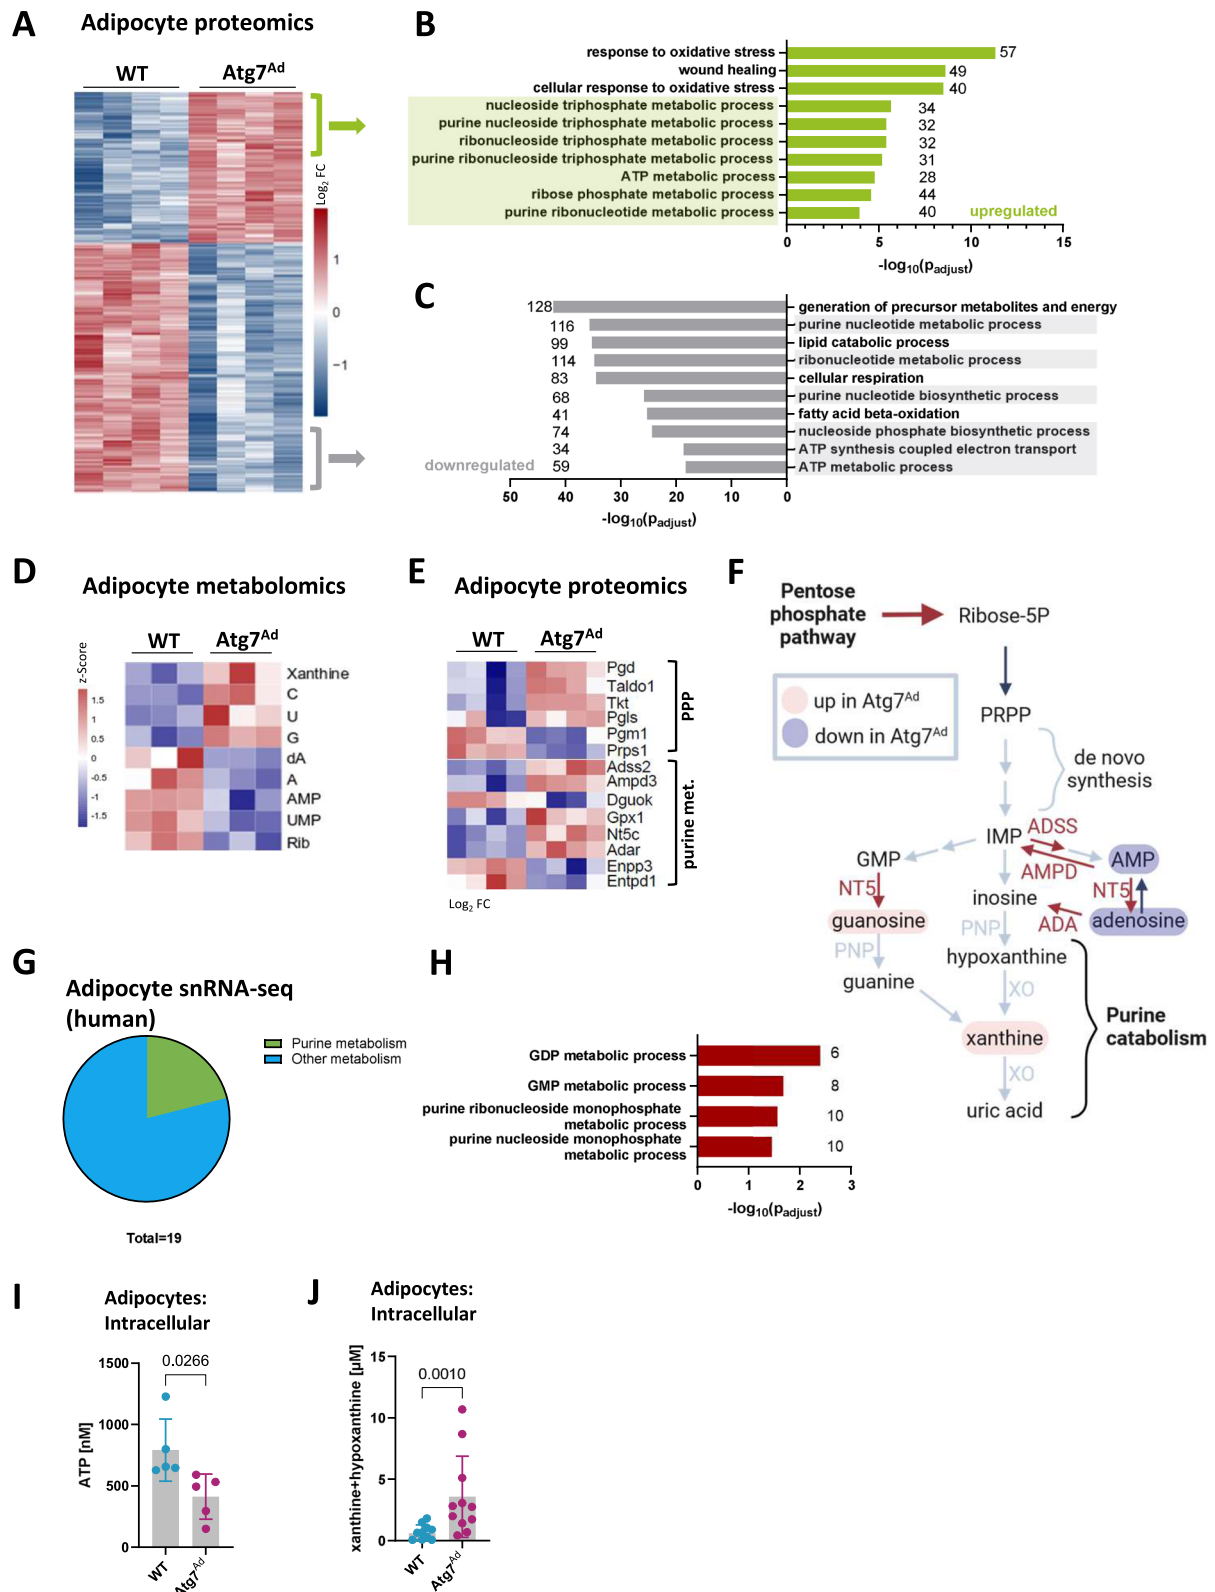 A
Adipocyte proteomics
WT
Atg7Ad
Log2 FC
1
0
−1
B
response to oxidative stress
57
wound healing
49
cellular response to oxidative stress
40
nucleoside triphosphate metabolic process
34
purine nucleoside triphosphate metabolic process
32
ribonucleoside triphosphate metabolic process
32
purine ribonucleoside triphosphate metabolic process
31
ATP metabolic process
28
ribose phosphate metabolic process
44
purine ribonucleotide metabolic process
40
upregulated
0 5 10 15
-log10(padjust)
C
128
generation of precursor metabolites and energy
116
purine nucleotide metabolic process
99
lipid catabolic process
114
ribonucleotide metabolic process
83
cellular respiration
68
purine nucleotide biosynthetic process
41
fatty acid beta-oxidation
74
nucleoside phosphate biosynthetic process
34
ATP synthesis coupled electron transport
downregulated
59
ATP metabolic process
50 40 30 20 10 0
-log10(padjust)
D
Adipocyte metabolomics
WT
Atg7Ad
z-Score
1.5
1
0.5
0
-0.5
-1
-1.5
Xanthine
C
U
G
dA
A
AMP
UMP
Rib
E
Adipocyte proteomics
WT
Atg7Ad
Pgd
Taldo1
Tkt
Pgls
Pgm1
Prps1
PPP
Adss2
Ampd3
Dguok
Gpx1
Nt5c
Adar
Enpp3
Entpd1
purine met.
Log2 FC
F
Pentose
phosphate
pathway
Ribose-5P
up in Atg7Ad
down in Atg7Ad
PRPP
de novo
synthesis
IMP
ADSS
GMP
AMP
AMPD
NT5
inosine
NT5
guanosine
PNP
ADA
adenosine
PNP
hypoxanthine
guanine
XO
xanthine
Purine
catabolism
XO
uric acid
G
Adipocyte snRNA-seq
(human)
Purine metabolism
Other metabolism
Total=19
H
GDP metabolic process
6
GMP metabolic process
8
purine ribonucleoside monophosphate
metabolic process
10
purine nucleoside monophosphate
metabolic process
10
0 1 2 3
-log10(padjust)
I
Adipocytes:
Intracellular
0.0266
ATP [nM]
1500
1000
500
0
WT
Atg7Ad
J
Adipocytes:
Intracellular
0.0010
xanthine+hypoxanthine [µM]
15
10
5
0
WT
Atg7Ad